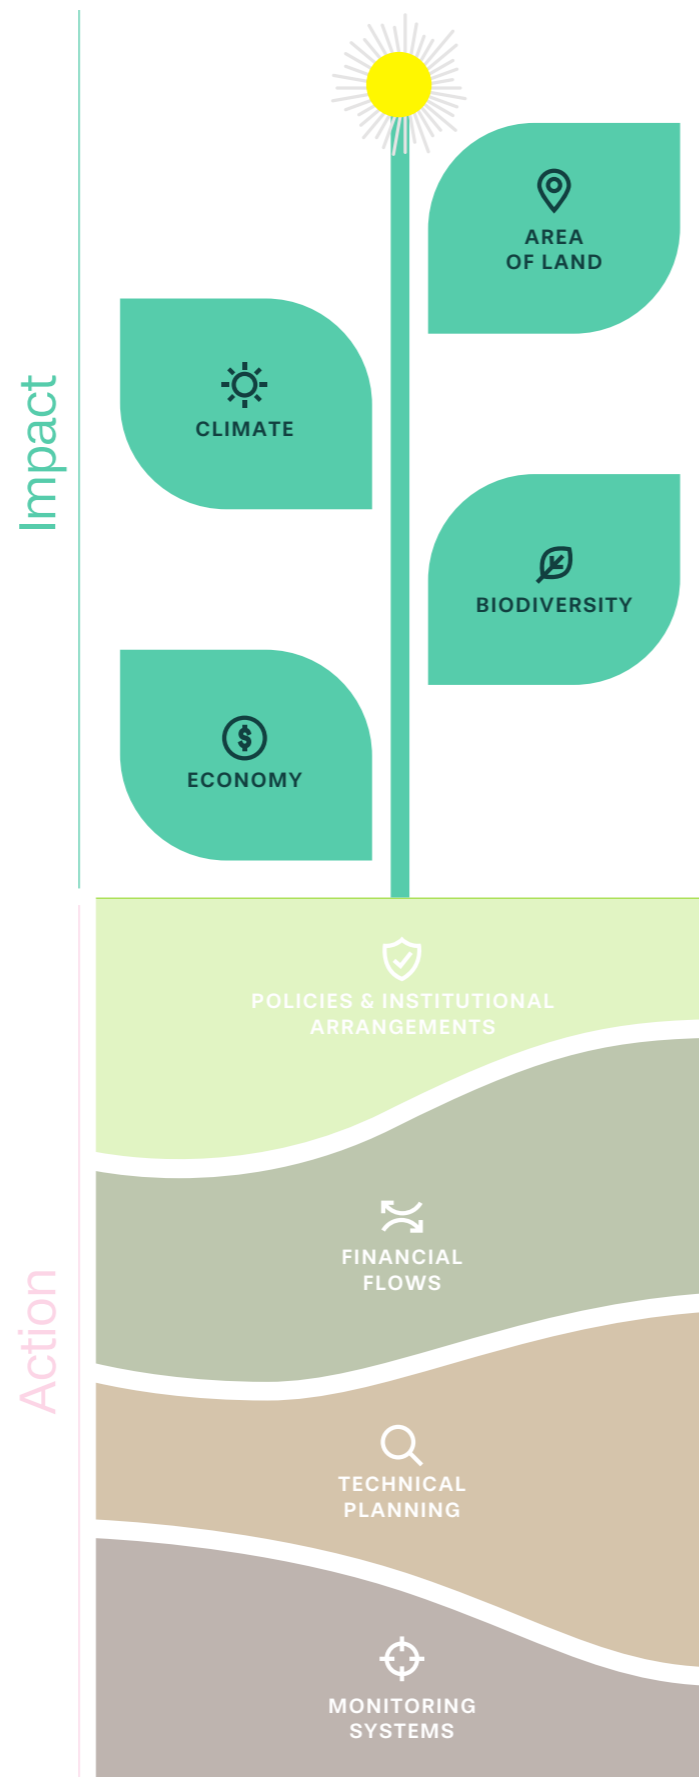 Impact
AREA
OF LAND
CLIMATE
BIODIVERSITY
ECONOMY
Action
POLICIES & INSTITUTIONAL
ARRANGEMENTS
FINANCIAL
FLOWS
TECHNICAL
PLANNING
MONITORING
SYSTEMS